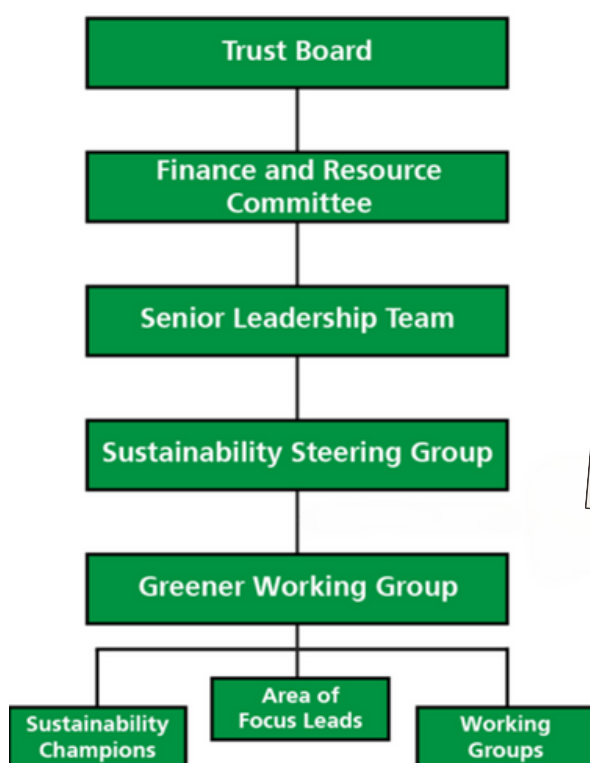 Trust Board
Finance and Resource
Committee
Senior Leadership Team
Sustainability Steering Group
Greener Working Group
Area of
Focus Leads
Sustainability
Champions
Working
Groups